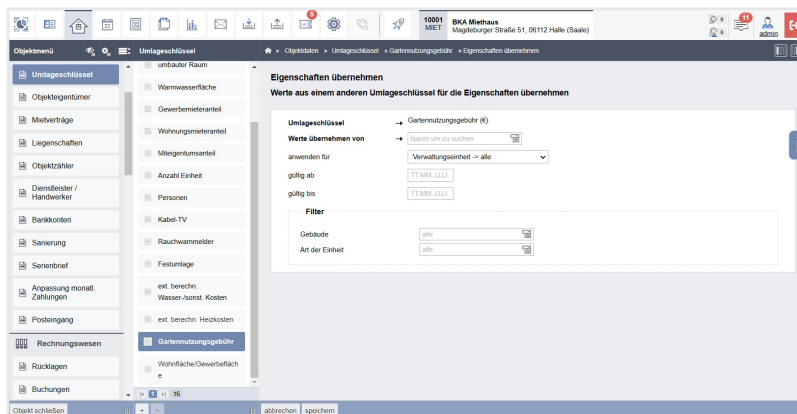 5
10001
MIET
BKA Miethaus
Magdeburger Straße 51, 06112 Halle (Saale)
0
0
11
admin
22
Objektmenü
Umlageschlüssel
» Objektdaten » Umlageschlüssel » Gartennutzungsgebühr » Eigenschaften übernehmen
Umlageschlüssel
Objekteigentümer
Mietverträge
Liegenschaften
Objektzähler
Dienstleister /
Handwerker
Bankkonten
Sanierung
Serienbrief
Anpassung monatl.
Zahlungen
Posteingang
Rechnungswesen
Rücklagen
Buchungen
Objekt schließen
umbauter Raum
Warmwasserfläche
Gewerbemieteranteil
Wohnungsmieteranteil
Miteigentumsanteil
Anzahl Einheit
Personen
Kabel-TV
Rauchwarnmelder
Festumlage
ext. berechn.
Wasser-/sonst. Kosten
ext. berechn. Heizkosten
Gartennutzungsgebühr
Wohnfläche/Gewerbefläch
e
1
16
+ -
Eigenschaften übernehmen
Werte aus einem anderen Umlageschlüssel für die Eigenschaften übernehmen
Umlageschlüssel → Gartennutzungsgebühr (€)
Werte übernehmen von → tippen um zu suchen
anwenden für Verwaltungseinheit -> alle
gültig ab TT.MM.JJJJ
gültig bis TT.MM.JJJJ
Filter
Gebäude alle
Art der Einheit alle
abbrechen speichern